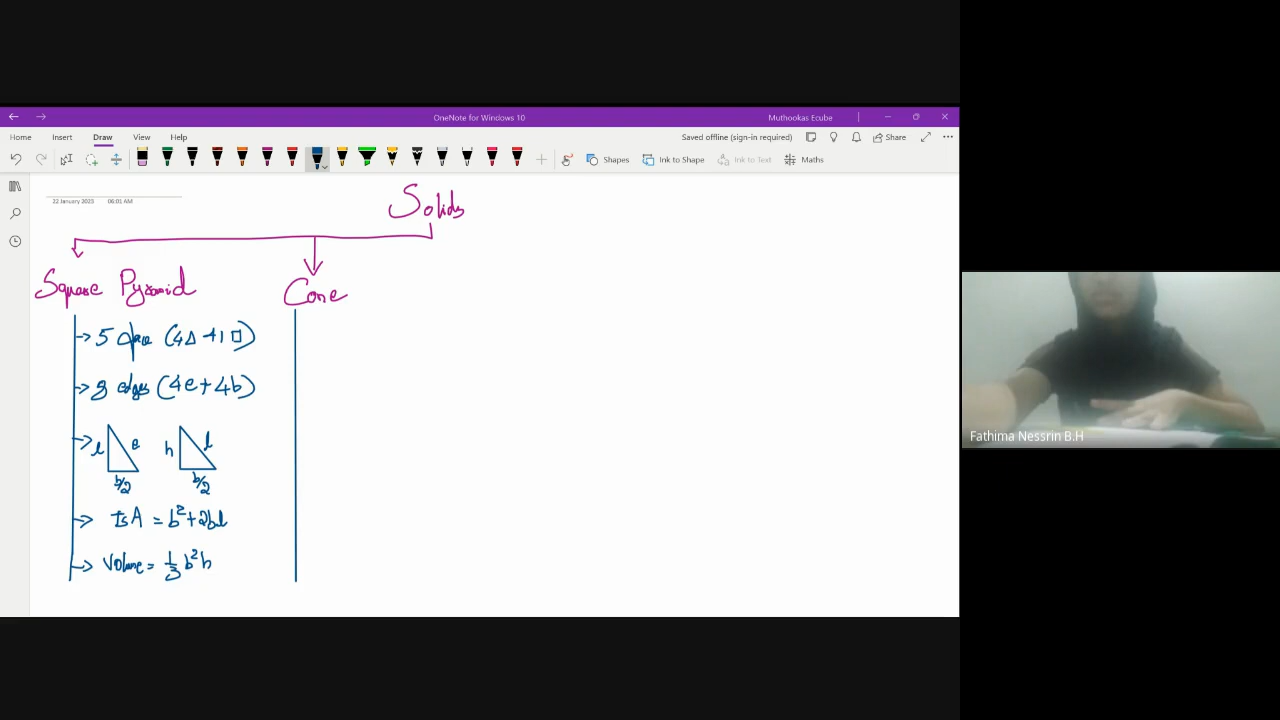 OneNote for Windows 10
Muthookas Ecube
Home Insert Draw View Help
Saved offline (sign-in required) Share
Shapes Ink to Shape Ink to Text Maths
22 January 2023 06:01 AM
Solids
Square Pyramid Cone
→ 5 face (4Δ+1□)
→ 8 edges (4e+4b)
→ l e b/2 h l b/2
→ TSA = b²+2bl
→ Volume = 1/3 b²h
Fathima Nessrin B.H